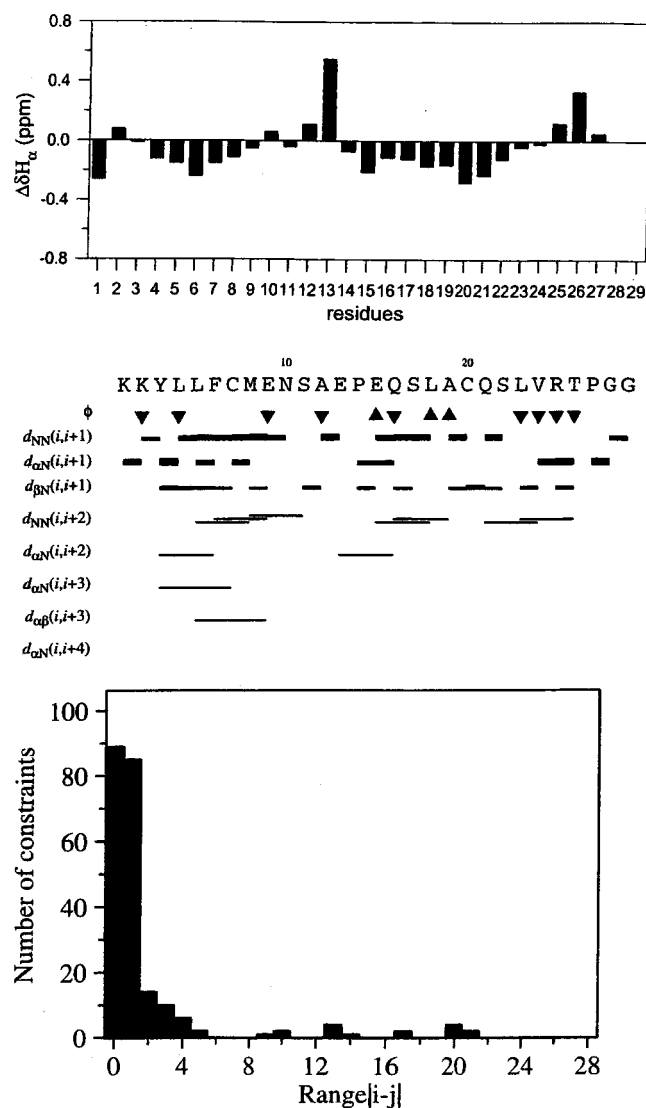 0.8
0.4
0.0
-0.4
-0.8
ΔδHα (ppm)
1 2 3 4 5 6 7 8 9 10 11 12 13 14 15 16 17 18 19 20 21 22 23 24 25 26 27 28 29
residues
10 20
K K Y L L F C M E N S A E P E Q S L A C Q S L V R T P G G
ϕ
dNN(i,i+1)
dαN(i,i+1)
dβN(i,i+1)
dNN(i,i+2)
dαN(i,i+2)
dαN(i,i+3)
dαβ(i,i+3)
dαN(i,i+4)
100
80
60
40
20
0
Number of constraints
0 4 8 12 16 20 24 28
Range|i-j|